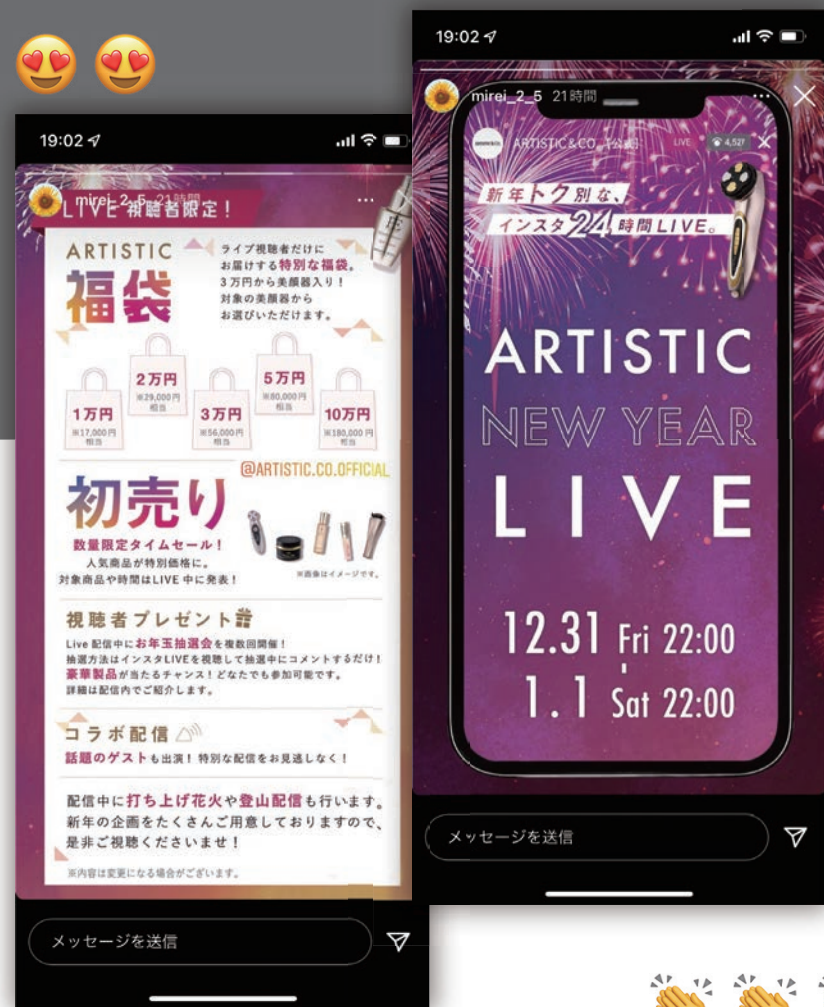 19:02
mirei_2_5 21時間
LIVE視聴者限定！
ARTISTIC
福袋
ライブ視聴者だけに
お届けする特別な福袋。
3万円から美顔器入り！
対象の美顔器から
お選びいただけます。
1万円
※17,000円
相当
2万円
※29,000円
相当
3万円
※56,000円
相当
5万円
※80,000円
相当
10万円
※180,000円
相当
@ARTISTIC.CO.OFFICIAL
初売り
数量限定タイムセール！
人気商品が特別価格に。
対象商品や時間はLIVE中に発表！
※画像はイメージです。
視聴者プレゼント
Live配信中にお年玉抽選会を複数回開催！
抽選方法はインスタLIVEを視聴して抽選中にコメントするだけ！
豪華製品が当たるチャンス！どなたでも参加可能です。
詳細は配信内でご紹介します。
コラボ配信
話題のゲストも出演！特別な配信をお見逃しなく！
配信中に打ち上げ花火や登山配信も行います。
新年の企画をたくさんご用意しておりますので、
是非ご視聴くださいませ！
※内容は変更になる場合がございます。
メッセージを送信
19:02
mirei_2_5 21時間
ARTISTIC&CO.【公式】 LIVE 4,527
新年トク別な、
インスタ24時間LIVE。
ARTISTIC
NEW YEAR
LIVE
12.31 Fri 22:00
1.1 Sat 22:00
メッセージを送信